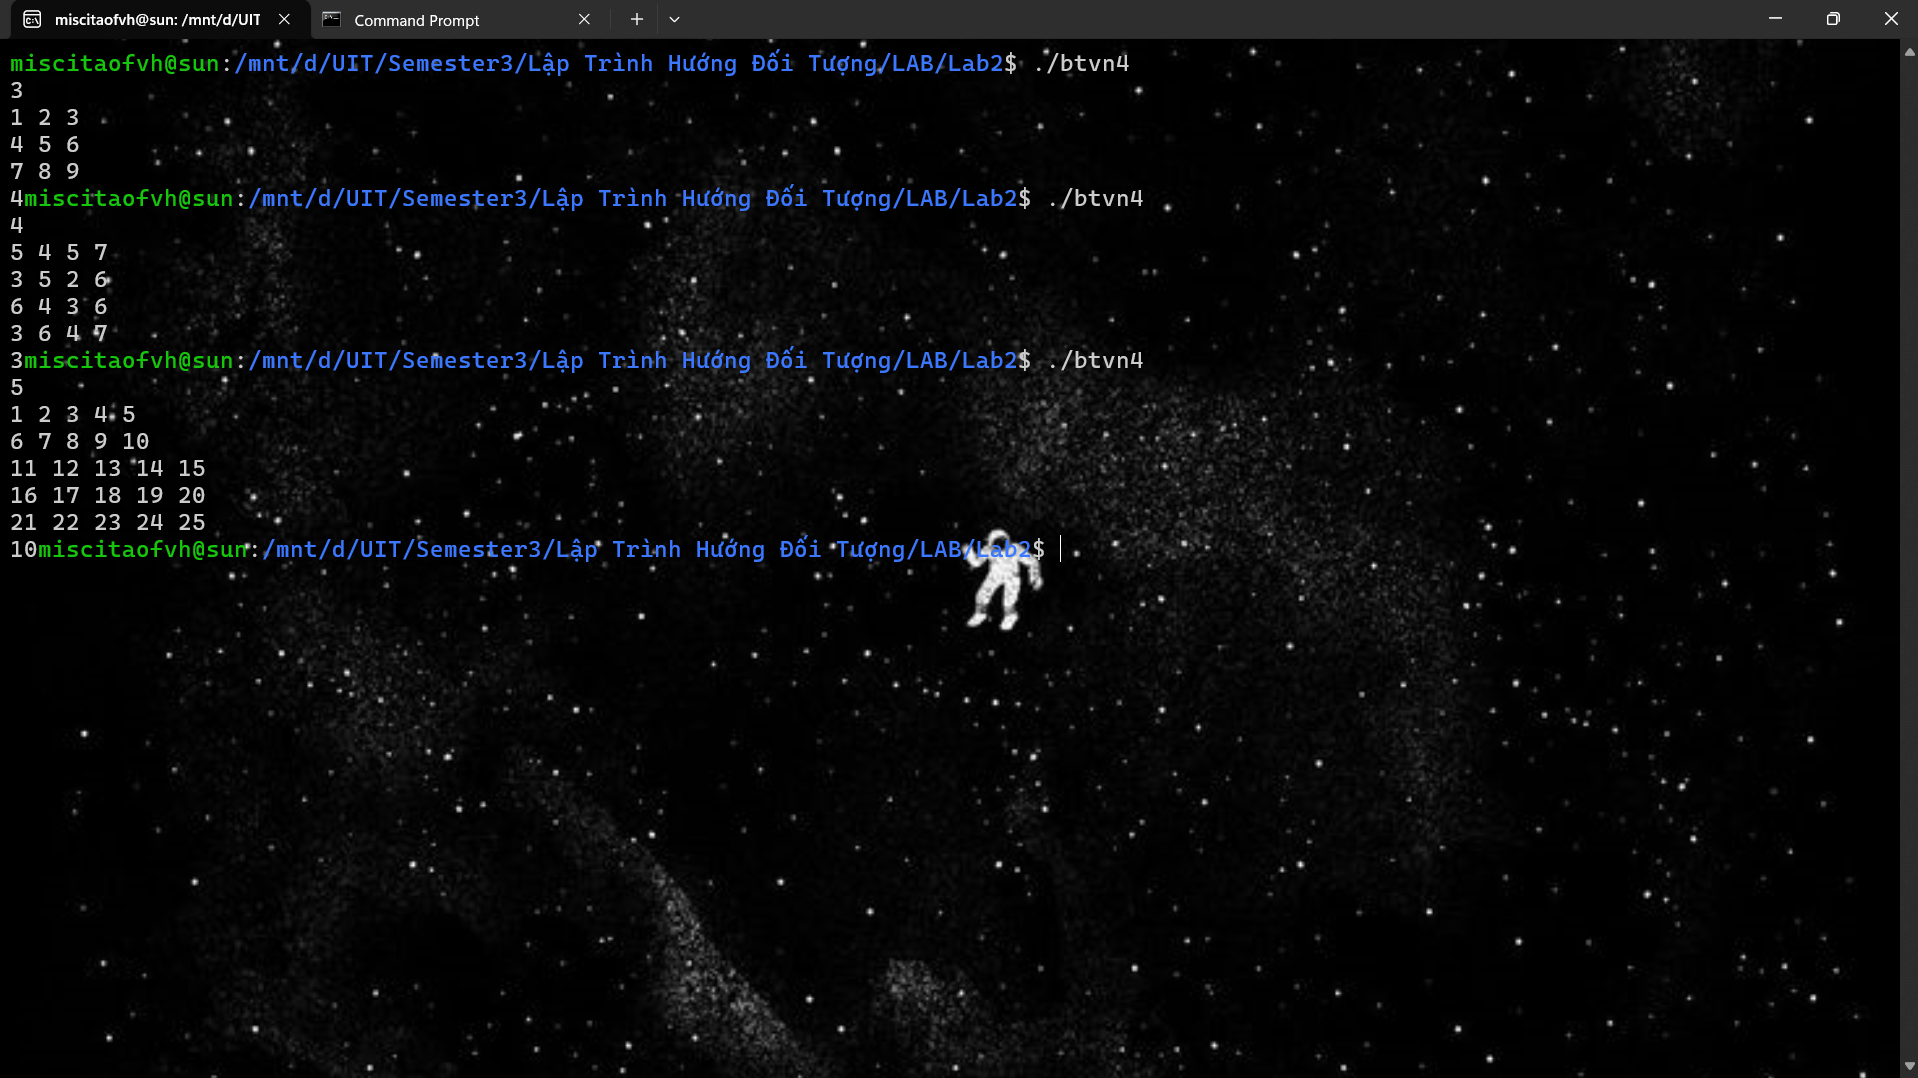 miscitaofvh@sun: /mnt/d/UIT
Command Prompt
miscitaofvh@sun:/mnt/d/UIT/Semester3/Lập Trình Hướng Đối Tượng/LAB/Lab2$ ./btvn4
3
1 2 3
4 5 6
7 8 9
4miscitaofvh@sun:/mnt/d/UIT/Semester3/Lập Trình Hướng Đối Tượng/LAB/Lab2$ ./btvn4
4
5 4 5 7
3 5 2 6
6 4 3 6
3 6 4 7
3miscitaofvh@sun:/mnt/d/UIT/Semester3/Lập Trình Hướng Đối Tượng/LAB/Lab2$ ./btvn4
5
1 2 3 4 5
6 7 8 9 10
11 12 13 14 15
16 17 18 19 20
21 22 23 24 25
10miscitaofvh@sun:/mnt/d/UIT/Semester3/Lập Trình Hướng Đối Tượng/LAB/Lab2$